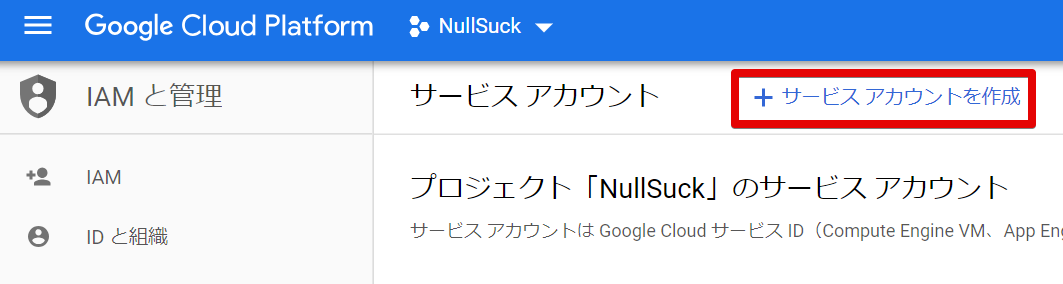 Google Cloud Platform NullSuck
IAM と管理
サービス アカウント + サービス アカウントを作成
IAM
ID と組織
プロジェクト「NullSuck」のサービス アカウント
サービス アカウントは Google Cloud サービス ID（Compute Engine VM、App Eng